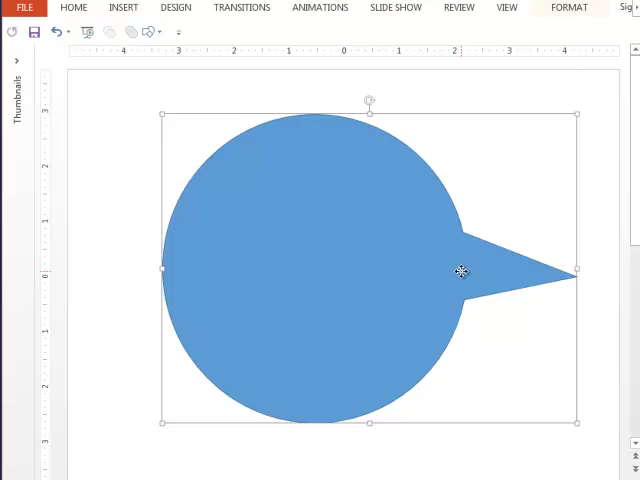 FILE HOME INSERT DESIGN TRANSITIONS ANIMATIONS SLIDE SHOW REVIEW VIEW FORMAT Sig
4 3 2 1 0 1 2 3 4
Thumbnails
3
2
1
0
1
2
3